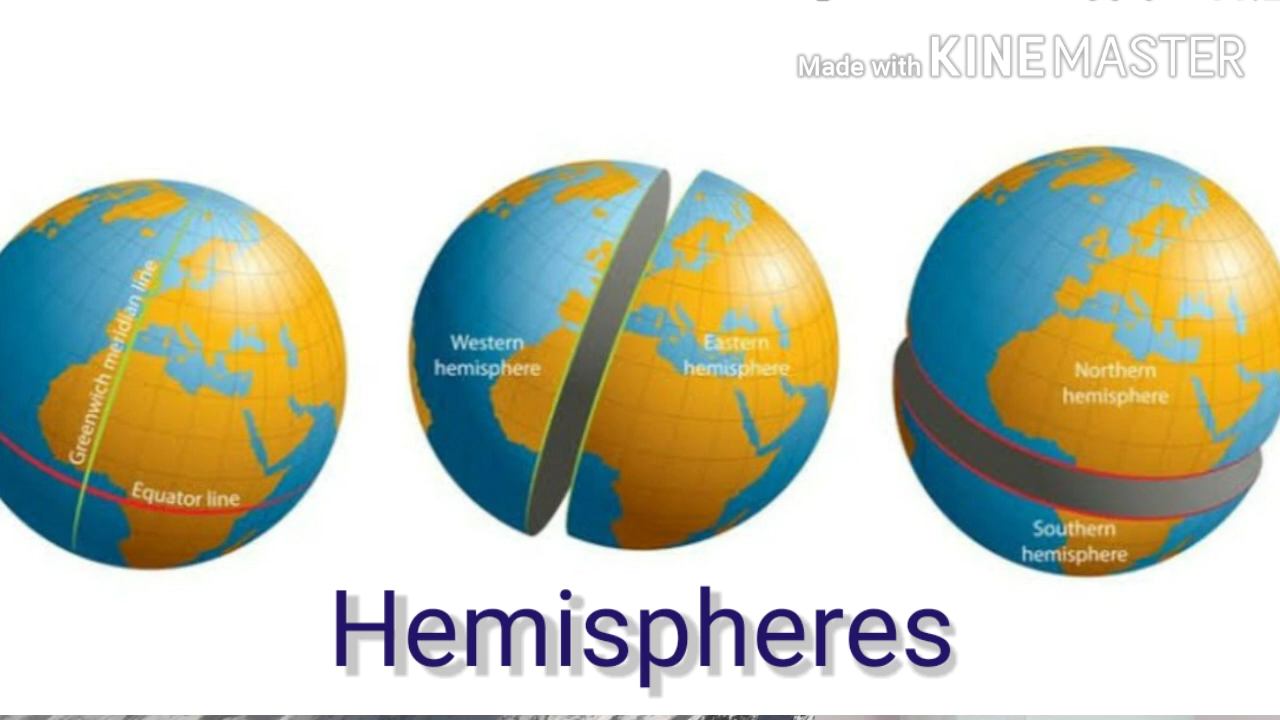 Made with KINEMASTER
Greenwich meridian line
Equator line
Western
hemisphere
Eastern
hemisphere
Northern
hemisphere
Southern
hemisphere
Hemispheres